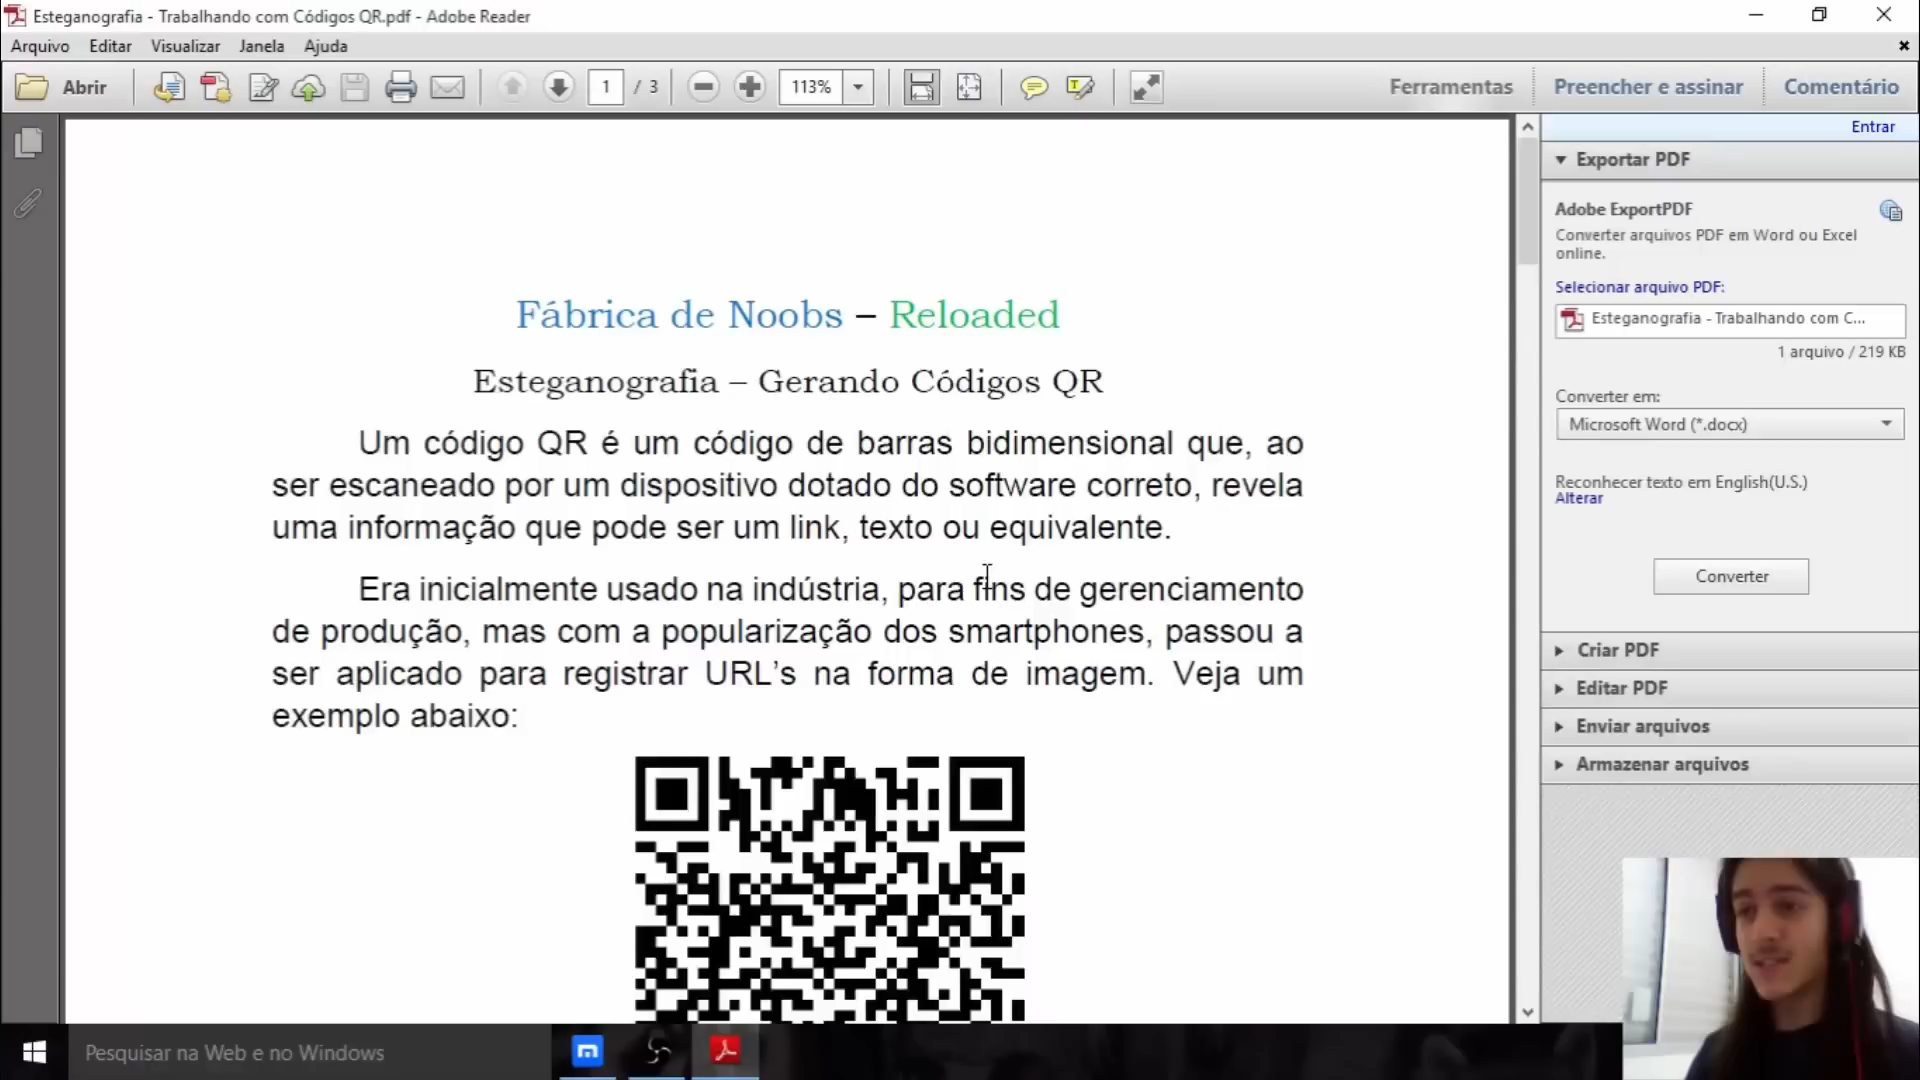 Esteganografia - Trabalhando com Códigos QR.pdf - Adobe Reader
Arquivo Editar Visualizar Janela Ajuda
Abrir 1 / 3 113% Ferramentas Preencher e assinar Comentário
Entrar
Exportar PDF
Adobe ExportPDF
Converter arquivos PDF em Word ou Excel
online.
Selecionar arquivo PDF:
Esteganografia - Trabalhando com C...
1 arquivo / 219 KB
Converter em:
Microsoft Word (*.docx)
Reconhecer texto em English(U.S.)
Alterar
Converter
Criar PDF
Editar PDF
Enviar arquivos
Armazenar arquivos
Fábrica de Noobs – Reloaded
Esteganografia – Gerando Códigos QR
Um código QR é um código de barras bidimensional que, ao
ser escaneado por um dispositivo dotado do software correto, revela
uma informação que pode ser um link, texto ou equivalente.
Era inicialmente usado na indústria, para fins de gerenciamento
de produção, mas com a popularização dos smartphones, passou a
ser aplicado para registrar URL’s na forma de imagem. Veja um
exemplo abaixo:
Pesquisar na Web e no Windows